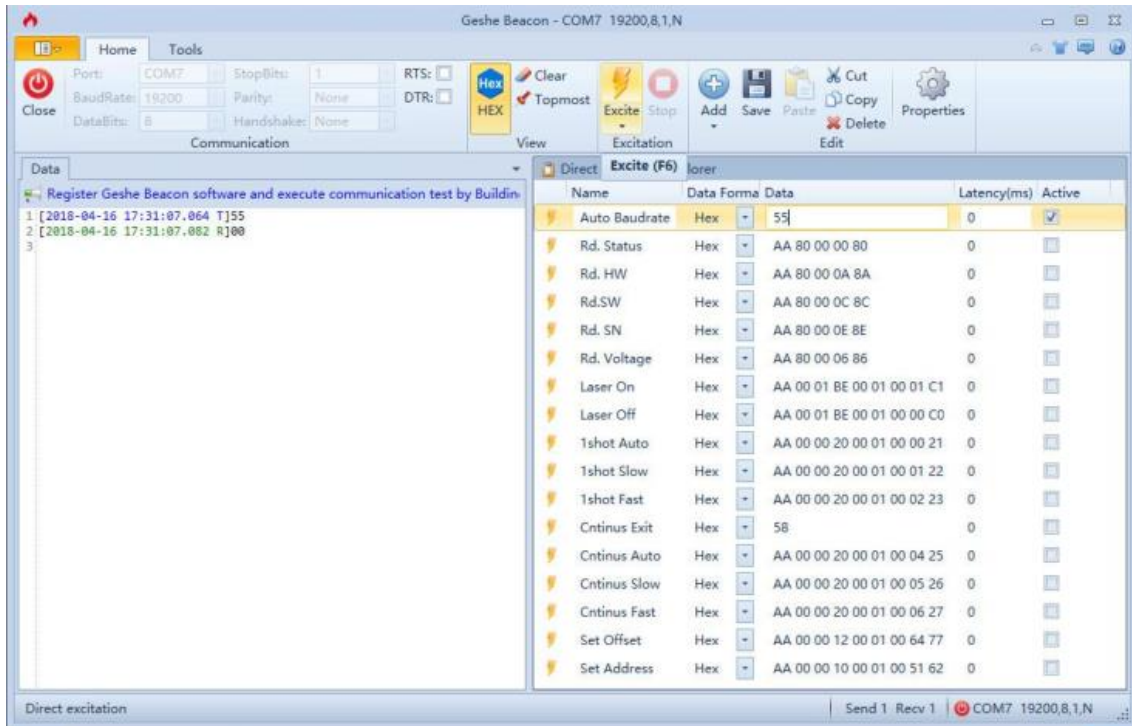 Geshe Beacon - COM7 19200,8,1,N
Home Tools
Port: COM7 StopBits: 1 RTS:
BaudRate: 19200 Parity: None DTR:
DataBits: 8 Handshake: None
Close
Communication
Hex
HEX
Clear
Topmost
View
Excite Stop
Excitation
Add Save Paste
Cut
Copy
Delete
Properties
Edit
Data
Direct Excite (F6) lorer
Register Geshe Beacon software and execute communication test by Building
1 [2018-04-16 17:31:07.064 T]55
2 [2018-04-16 17:31:07.082 R]00
3
Name Data Forma Data Latency(ms) Active
Auto Baudrate Hex 55 0
Rd. Status Hex AA 80 00 00 80 0
Rd. HW Hex AA 80 00 0A 8A 0
Rd.SW Hex AA 80 00 0C 8C 0
Rd. SN Hex AA 80 00 0E 8E 0
Rd. Voltage Hex AA 80 00 06 86 0
Laser On Hex AA 00 01 BE 00 01 00 01 C1 0
Laser Off Hex AA 00 01 BE 00 01 00 00 C0 0
1shot Auto Hex AA 00 00 20 00 01 00 00 21 0
1shot Slow Hex AA 00 00 20 00 01 00 01 22 0
1shot Fast Hex AA 00 00 20 00 01 00 02 23 0
Cntinus Exit Hex 58 0
Cntinus Auto Hex AA 00 00 20 00 01 00 04 25 0
Cntinus Slow Hex AA 00 00 20 00 01 00 05 26 0
Cntinus Fast Hex AA 00 00 20 00 01 00 06 27 0
Set Offset Hex AA 00 00 12 00 01 00 64 77 0
Set Address Hex AA 00 00 10 00 01 00 51 62 0
Direct excitation Send 1 Recv 1 COM7 19200,8,1,N